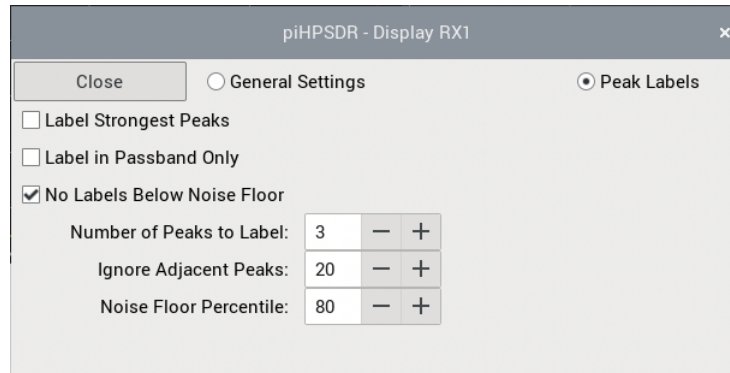 piHPSDR - Display RX1 ×
Close General Settings Peak Labels
Label Strongest Peaks
Label in Passband Only
No Labels Below Noise Floor
Number of Peaks to Label: 3 − +
Ignore Adjacent Peaks: 20 − +
Noise Floor Percentile: 80 − +